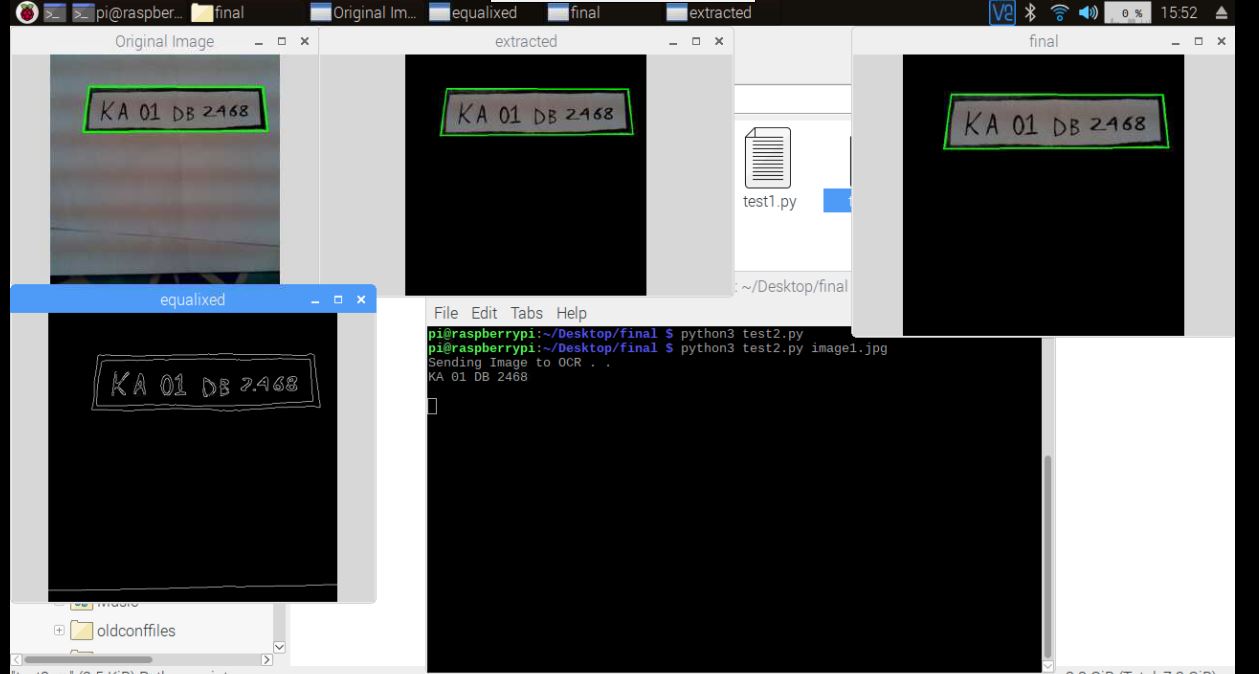 pi@raspber... final Original Im... equalixed final extracted V2 0 % 15:52
Original Image
KA 01 DB 2468
extracted
KA 01 DB 2468
final
KA 01 DB 2468
test1.py
: ~/Desktop/final
equalixed
KA 01 DB 2468
File Edit Tabs Help
pi@raspberrypi:~/Desktop/final $ python3 test2.py
pi@raspberrypi:~/Desktop/final $ python3 test2.py image1.jpg
Sending Image to OCR . .
KA 01 DB 2468
Music
oldconffiles